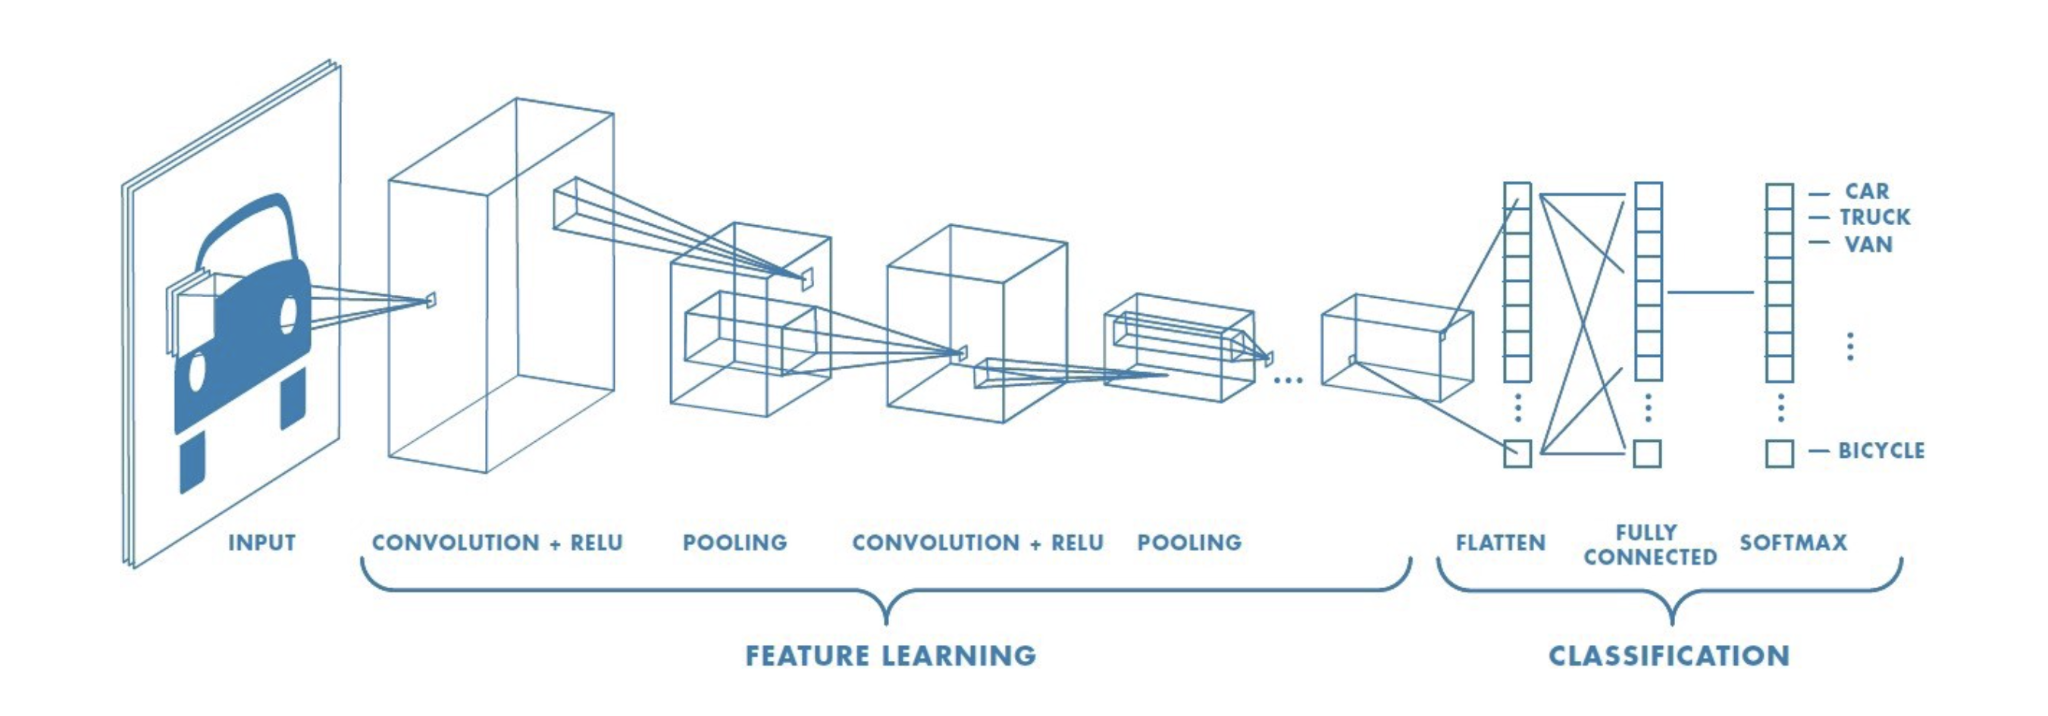 CAR
TRUCK
VAN
BICYCLE
INPUT
CONVOLUTION + RELU
POOLING
CONVOLUTION + RELU
POOLING
FLATTEN
FULLY
CONNECTED
SOFTMAX
FEATURE LEARNING
CLASSIFICATION